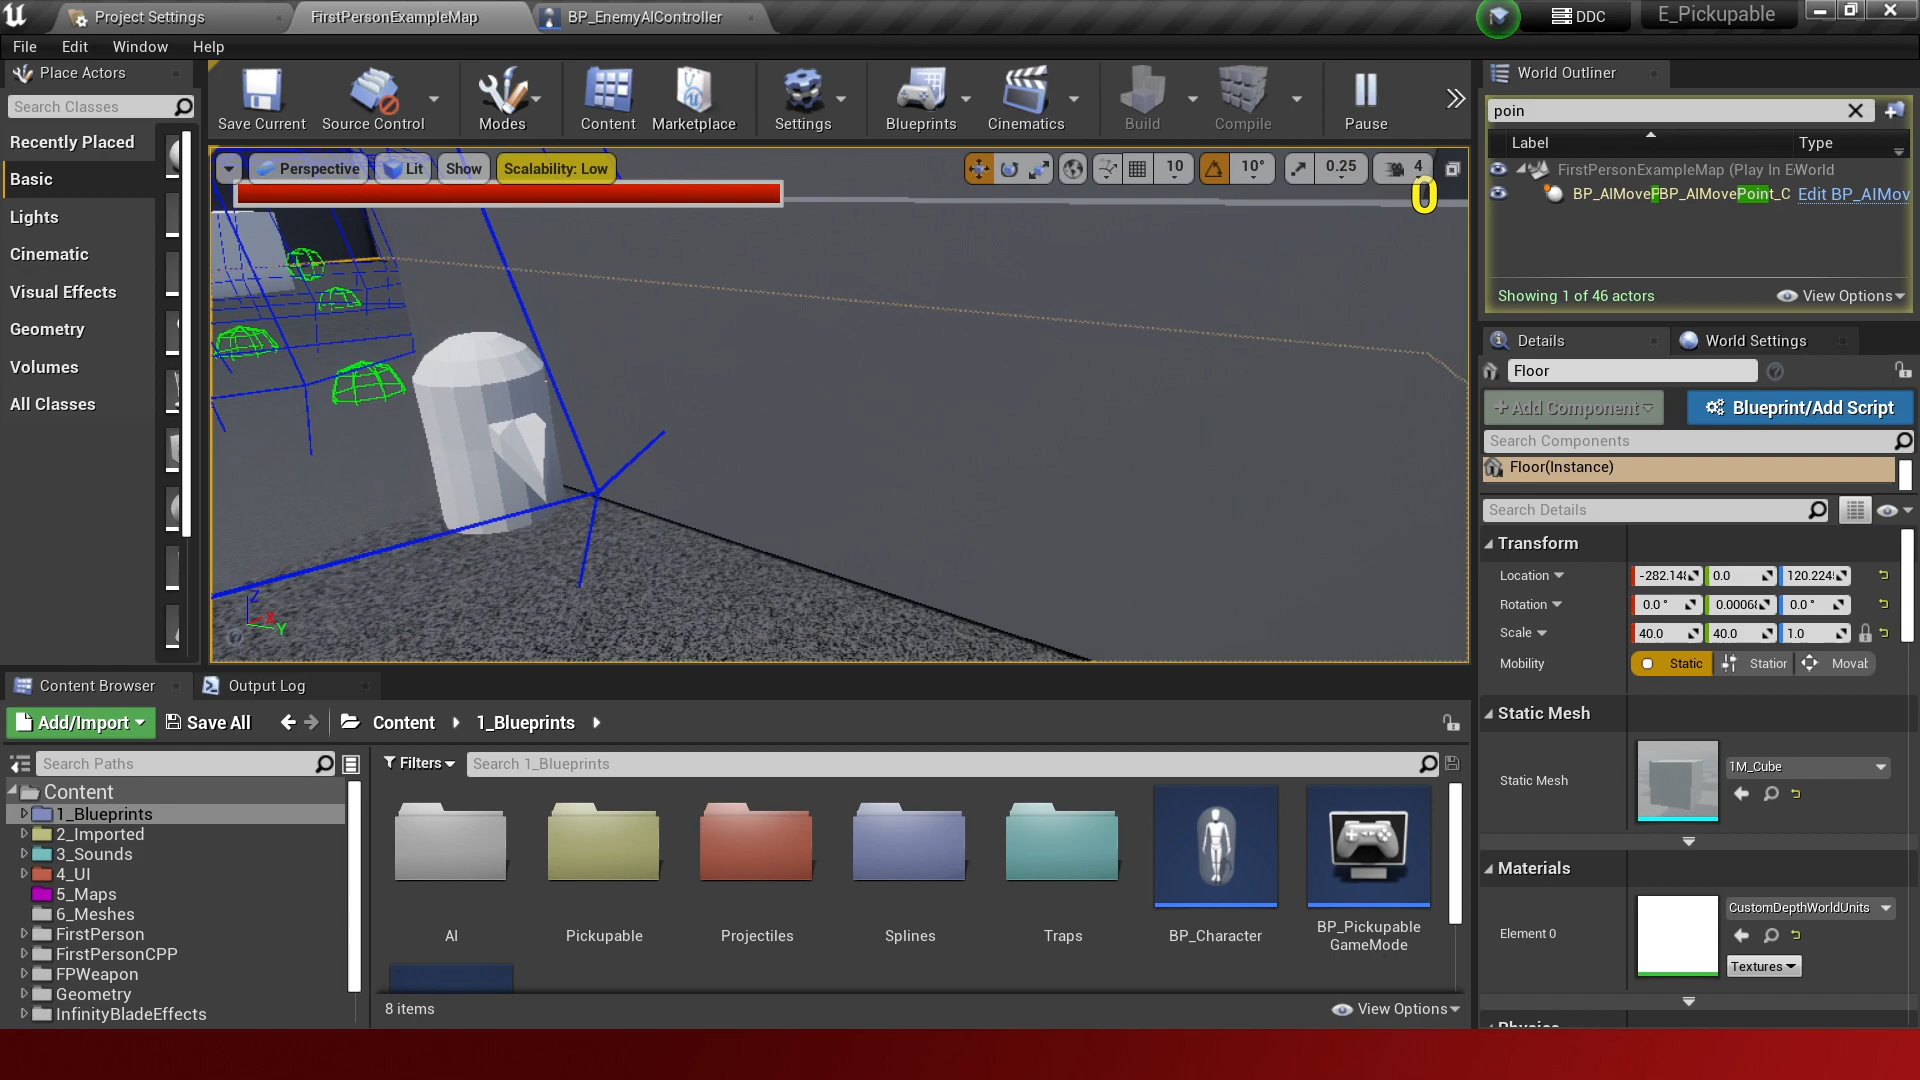 Project Settings
FirstPersonExampleMap
BP_EnemyAIController
DDC
E_Pickupable
File Edit Window Help
Place Actors
Search Classes
Recently Placed
Basic
Lights
Cinematic
Visual Effects
Geometry
Volumes
All Classes
Save Current
Source Control
Modes
Content
Marketplace
Settings
Blueprints
Cinematics
Build
Compile
Pause
Perspective
Lit
Show
Scalability: Low
10
10°
0.25
4
0
Z
X
Y
World Outliner
poin
Label
Type
FirstPersonExampleMap (Play In E World
BP_AIMoveP BP_AIMovePoint_C Edit BP_AIMov
Showing 1 of 46 actors
View Options
Details
World Settings
Floor
+Add Component
Blueprint/Add Script
Search Components
Floor(Instance)
Search Details
Transform
Location -282.148 0.0 120.224
Rotation 0.0 ° 0.0006 0.0 °
Scale 40.0 40.0 1.0
Mobility Static Station Moval
Static Mesh
Static Mesh
1M_Cube
Materials
Element 0
CustomDepthWorldUnits
Textures
Physics
Content Browser
Output Log
Add/Import
Save All
Content
1_Blueprints
Search Paths
Filters
Search 1_Blueprints
Content
1_Blueprints
2_Imported
3_Sounds
4_UI
5_Maps
6_Meshes
FirstPerson
FirstPersonCPP
FPWeapon
Geometry
InfinityBladeEffects
AI
Pickupable
Projectiles
Splines
Traps
BP_Character
BP_Pickupable
GameMode
8 items
View Options